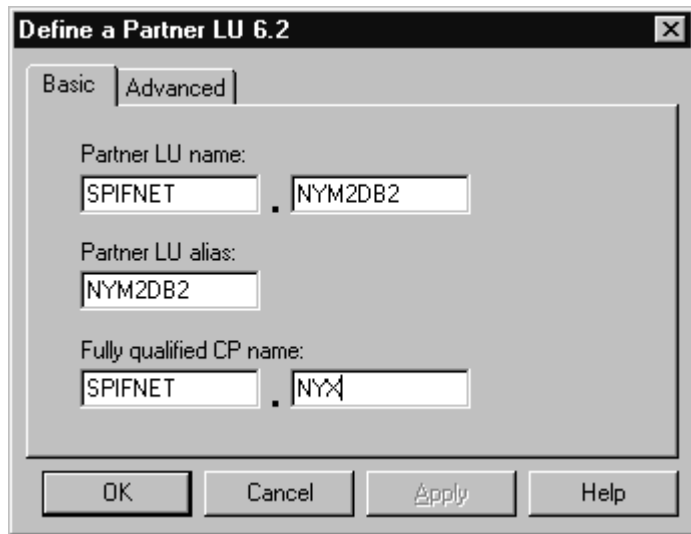 Define a Partner LU 6.2
Basic Advanced
Partner LU name:
SPIFNET . NYM2DB2
Partner LU alias:
NYM2DB2
Fully qualified CP name:
SPIFNET . NYX
OK Cancel Apply Help